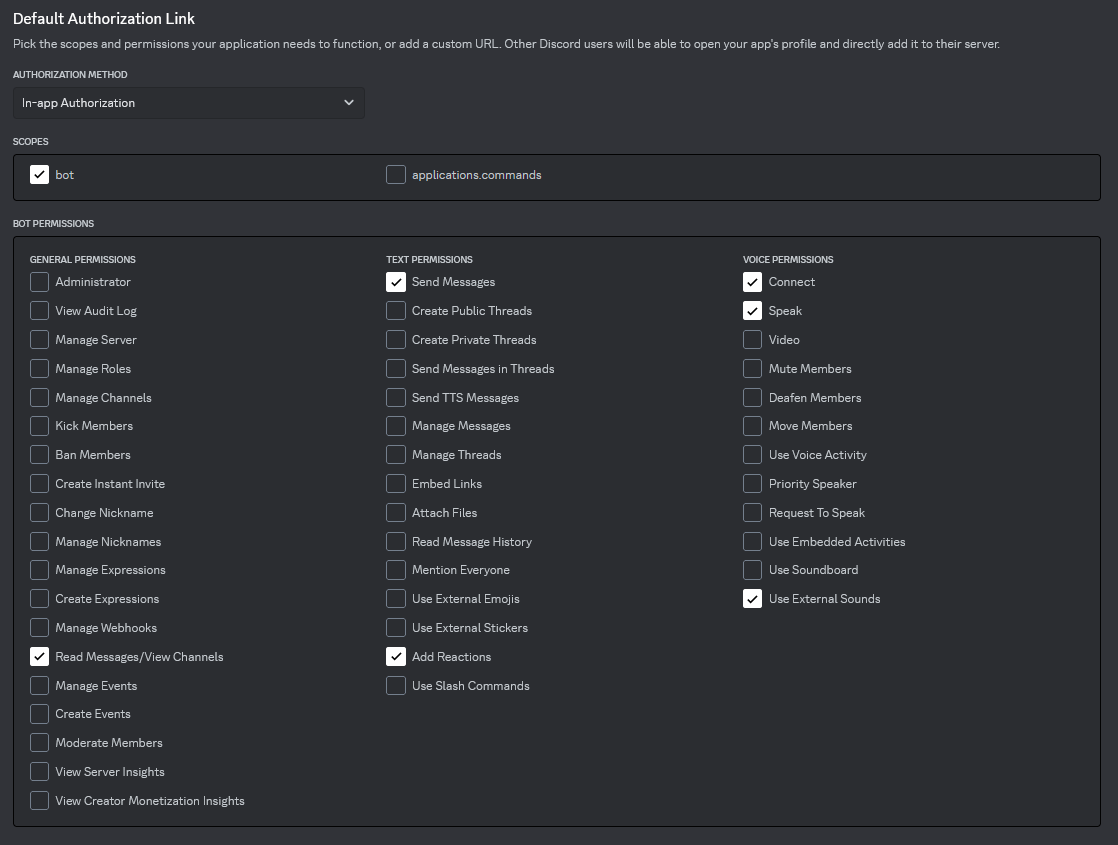 Default Authorization Link
Pick the scopes and permissions your application needs to function, or add a custom URL. Other Discord users will be able to open your app's profile and directly add it to their server.
AUTHORIZATION METHOD
In-app Authorization
SCOPES
bot
applications.commands
BOT PERMISSIONS
GENERAL PERMISSIONS
Administrator
View Audit Log
Manage Server
Manage Roles
Manage Channels
Kick Members
Ban Members
Create Instant Invite
Change Nickname
Manage Nicknames
Manage Expressions
Create Expressions
Manage Webhooks
Read Messages/View Channels
Manage Events
Create Events
Moderate Members
View Server Insights
View Creator Monetization Insights
TEXT PERMISSIONS
Send Messages
Create Public Threads
Create Private Threads
Send Messages in Threads
Send TTS Messages
Manage Messages
Manage Threads
Embed Links
Attach Files
Read Message History
Mention Everyone
Use External Emojis
Use External Stickers
Add Reactions
Use Slash Commands
VOICE PERMISSIONS
Connect
Speak
Video
Mute Members
Deafen Members
Move Members
Use Voice Activity
Priority Speaker
Request To Speak
Use Embedded Activities
Use Soundboard
Use External Sounds